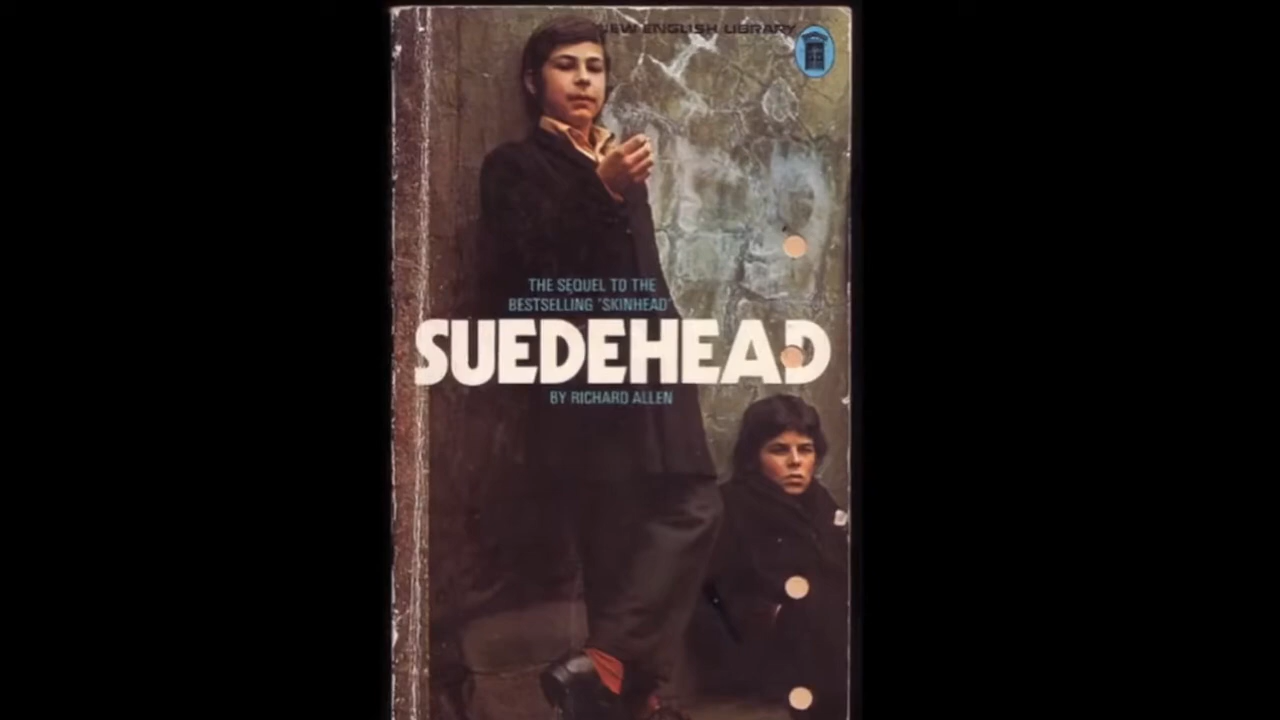 NEW ENGLISH LIBRARY
THE SEQUEL TO THE
BESTSELLING 'SKINHEAD'
SUEDEHEAD
BY RICHARD ALLEN